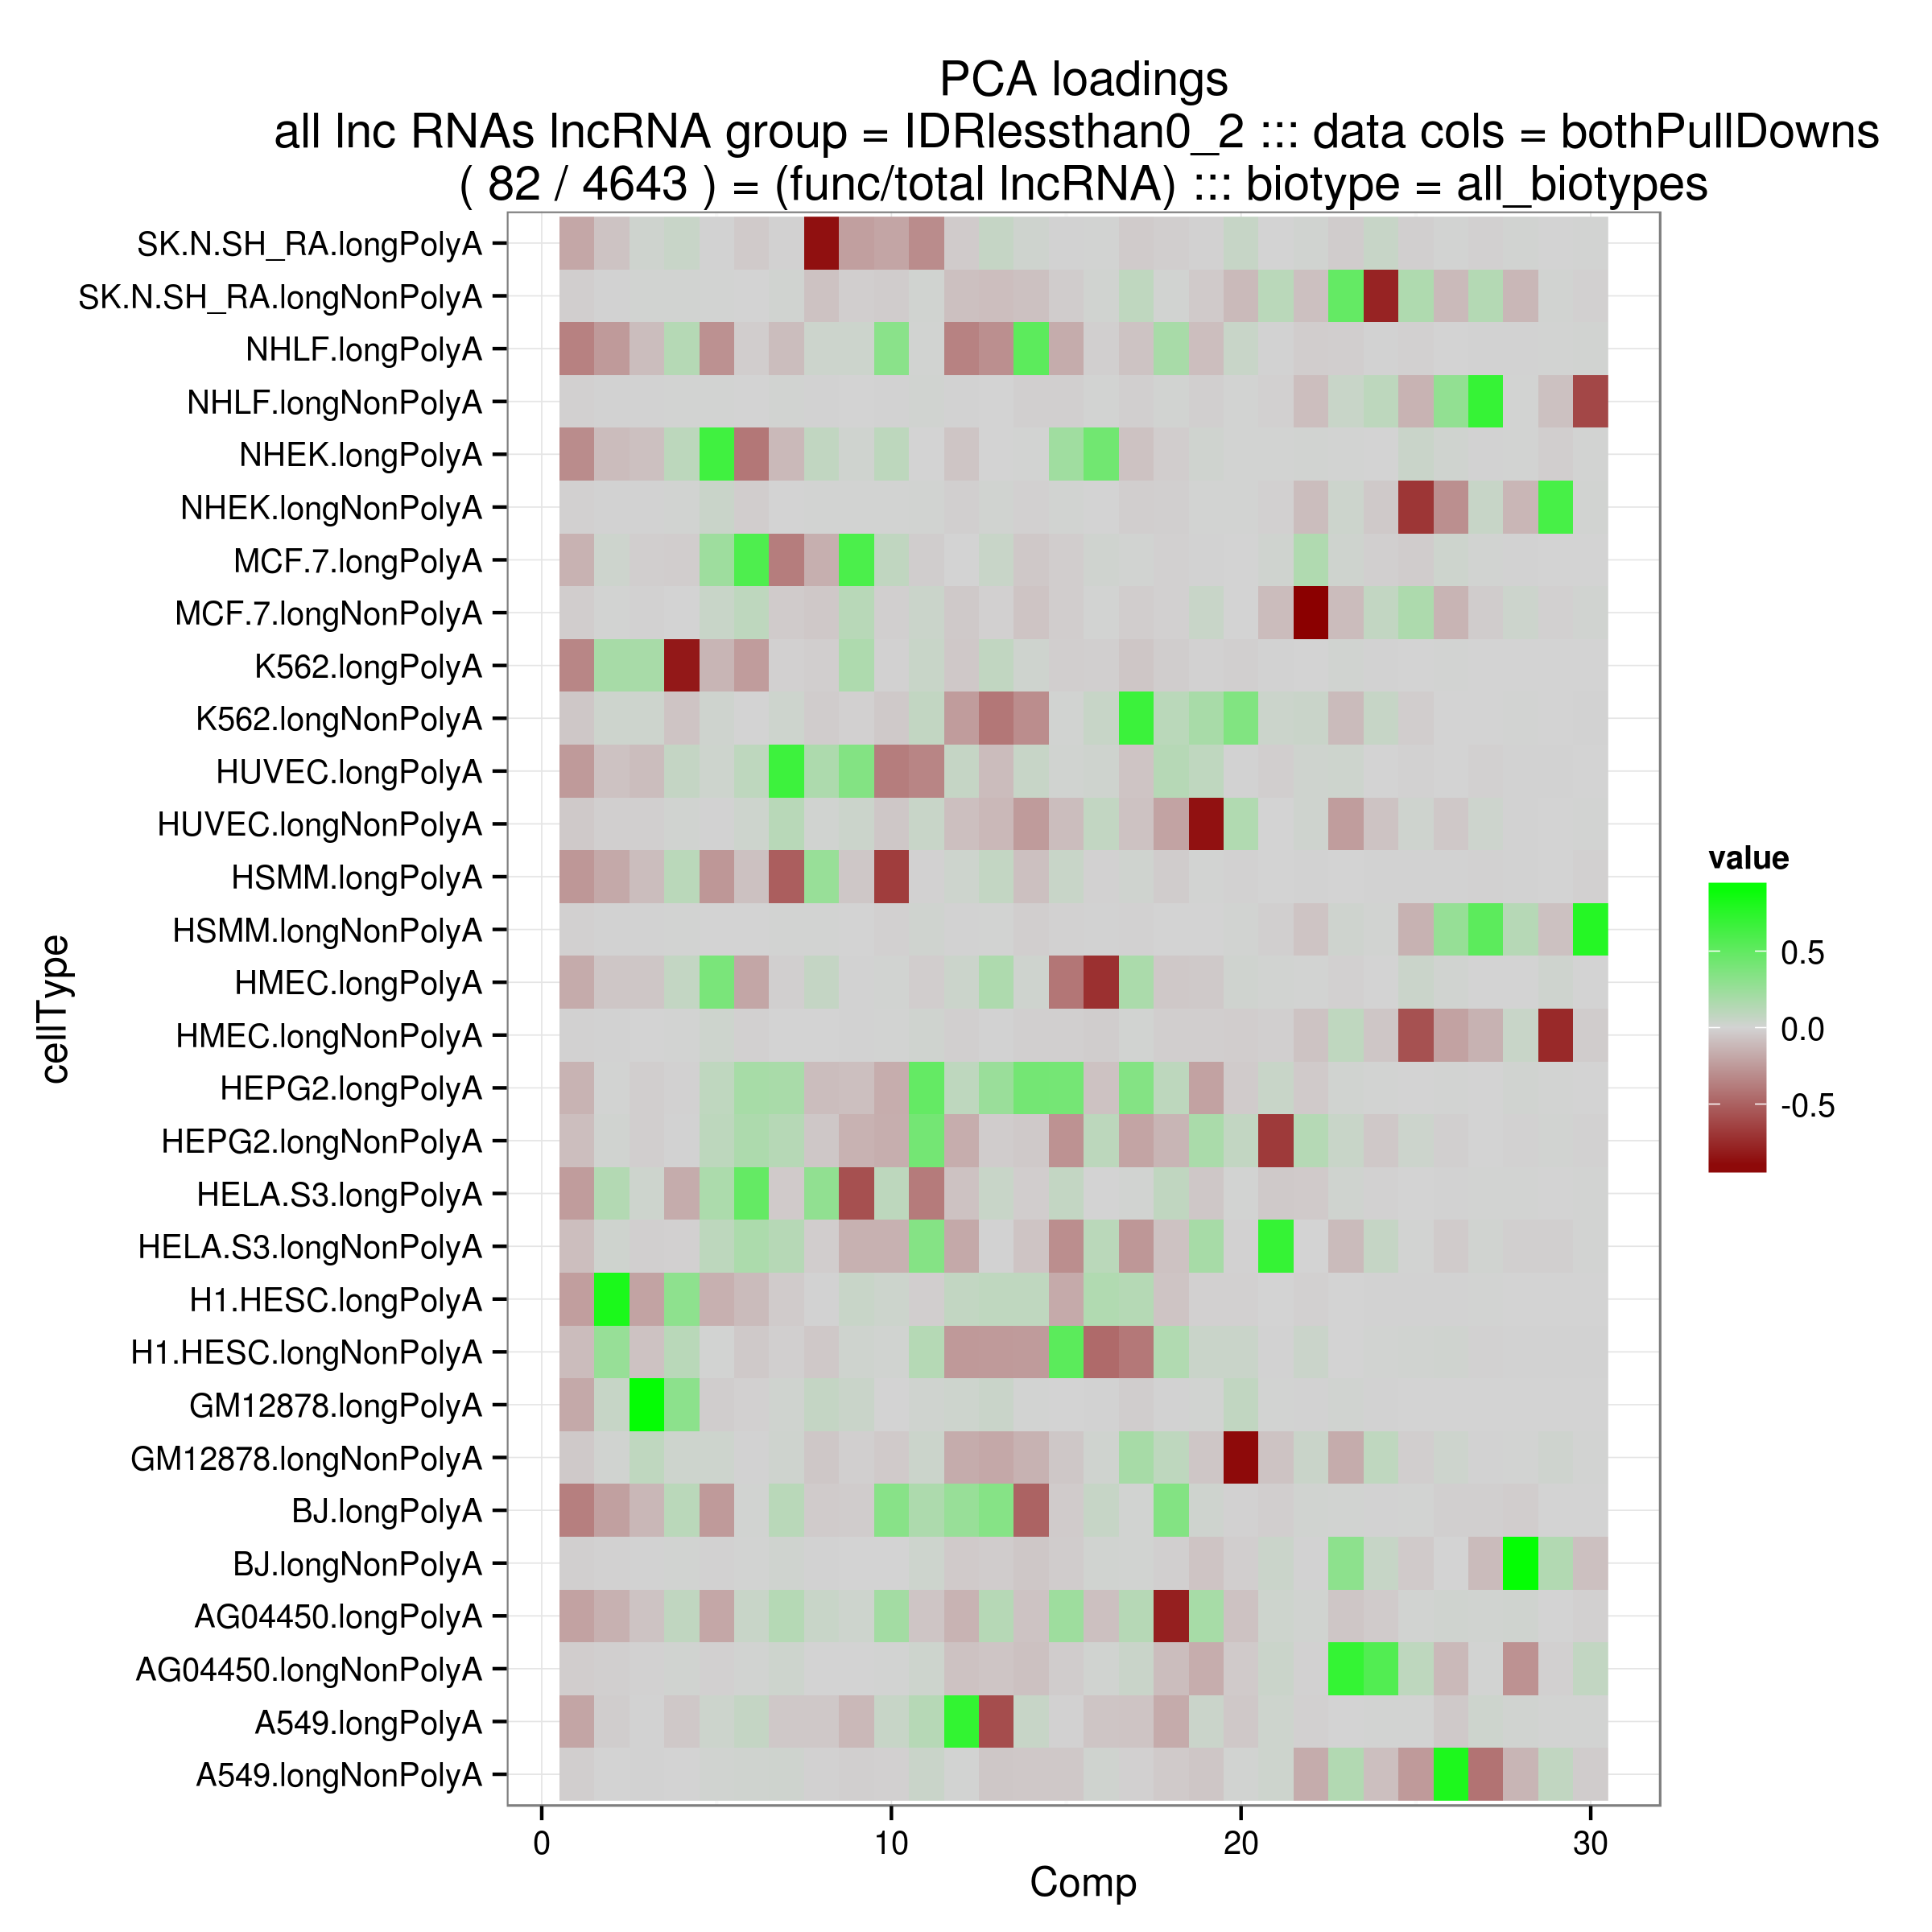 PCA loadings
all lnc RNAs lncRNA group = IDRlessthan0_2 ::: data cols = bothPullDowns
( 82 / 4643 ) = (func/total lncRNA) ::: biotype = all_biotypes
SK.N.SH_RA.longPolyA
SK.N.SH_RA.longNonPolyA
NHLF.longPolyA
NHLF.longNonPolyA
NHEK.longPolyA
NHEK.longNonPolyA
MCF.7.longPolyA
MCF.7.longNonPolyA
K562.longPolyA
K562.longNonPolyA
HUVEC.longPolyA
HUVEC.longNonPolyA
HSMM.longPolyA
HSMM.longNonPolyA
HMEC.longPolyA
HMEC.longNonPolyA
HEPG2.longPolyA
HEPG2.longNonPolyA
HELA.S3.longPolyA
HELA.S3.longNonPolyA
H1.HESC.longPolyA
H1.HESC.longNonPolyA
GM12878.longPolyA
GM12878.longNonPolyA
BJ.longPolyA
BJ.longNonPolyA
AG04450.longPolyA
AG04450.longNonPolyA
A549.longPolyA
A549.longNonPolyA
cellType
0 10 20 30
Comp
value
0.5
0.0
-0.5